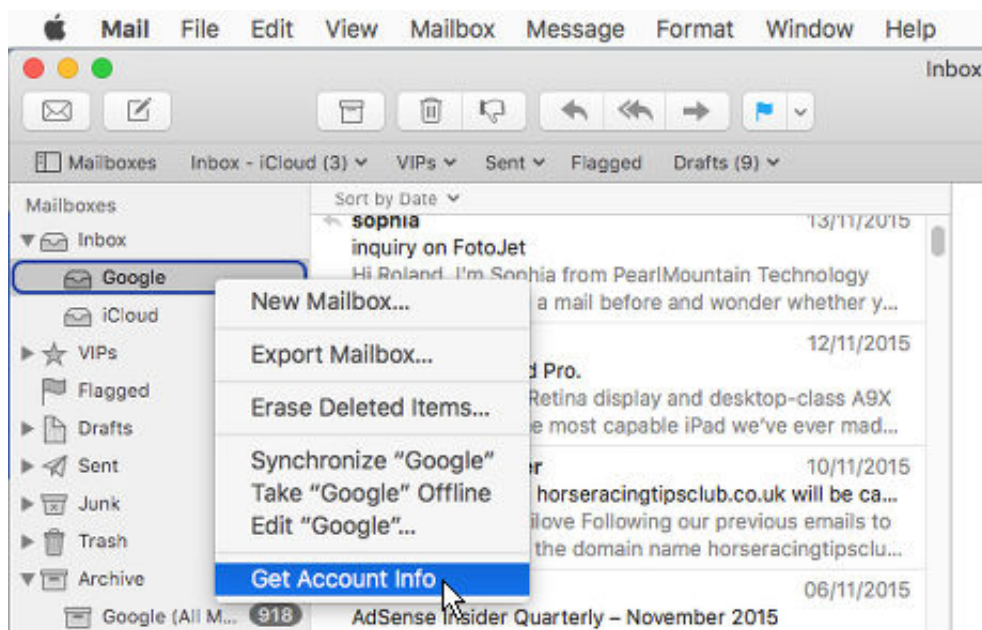 Mail File Edit View Mailbox Message Format Window Help
Inbox
Mailboxes Inbox - iCloud (3) VIPs Sent Flagged Drafts (9)
Mailboxes
Inbox
Google
iCloud
VIPs
Flagged
Drafts
Sent
Junk
Trash
Archive
Google (All M... 918
New Mailbox...
Export Mailbox...
Erase Deleted Items...
Synchronize “Google”
Take “Google” Offline
Edit “Google”...
Get Account Info
Sort by Date
sophia 13/11/2015
inquiry on FotoJet
Hi Roland, I'm Sophia from PearlMountain Technology
a mail before and wonder whether y...
12/11/2015
d Pro.
Retina display and desktop-class A9X
e most capable iPad we've ever mad...
er 10/11/2015
horseracingtipsclub.co.uk will be ca...
ilove Following our previous emails to
the domain name horseracingtipsclu...
06/11/2015
AdSense Insider Quarterly – November 2015